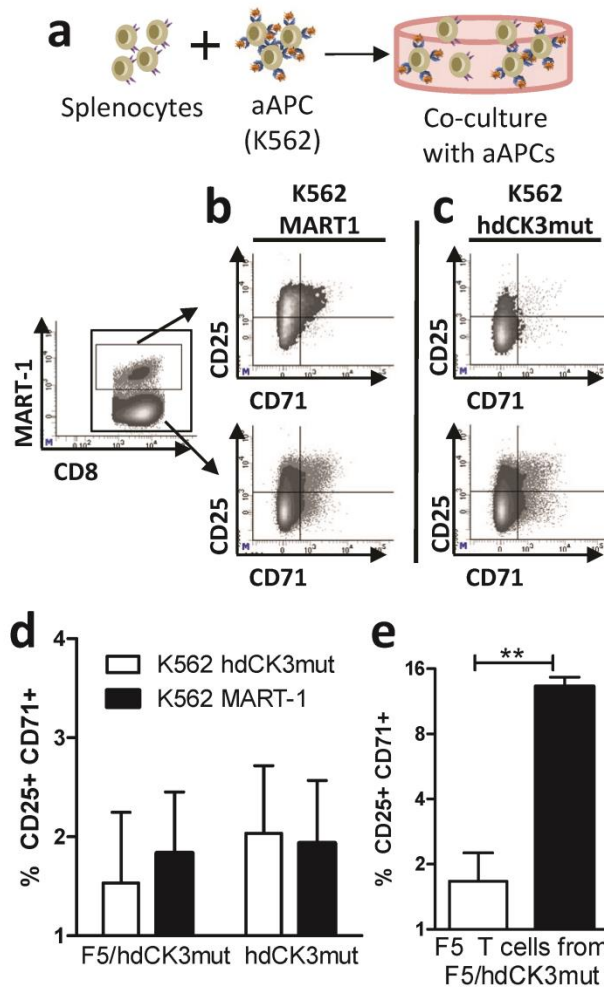 a
Splenocytes
+
aAPC
(K562)
Co-culture
with aAPCs
b
K562
MART1
c
K562
hdCK3mut
MART-1
CD8
CD25
CD71
CD25
CD71
CD25
CD71
CD25
CD71
d
% CD25+ CD71+
4
3
2
1
K562 hdCK3mut
K562 MART-1
F5/hdCK3mut
hdCK3mut
e
% CD25+ CD71+
16
8
4
2
1
**
F5 T cells from
F5/hdCK3mut